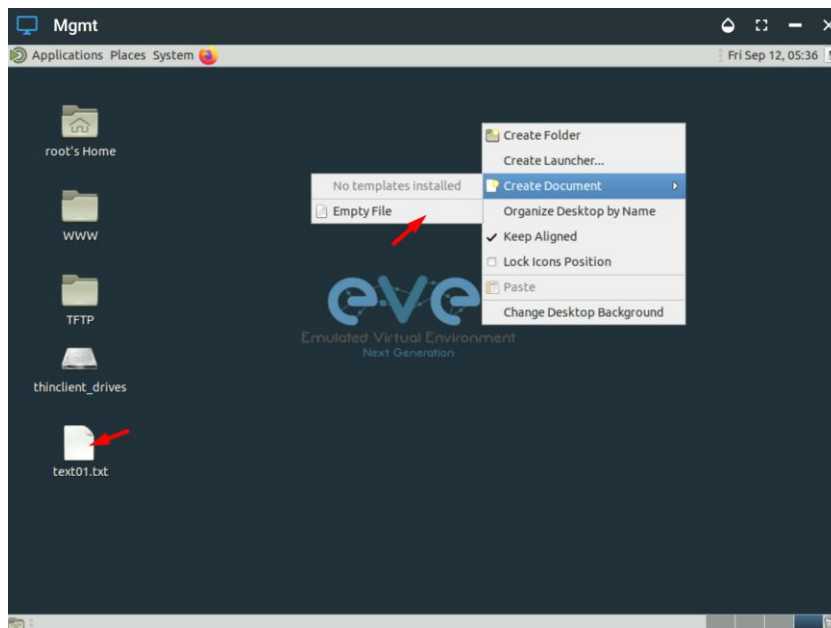 Mgmt
Applications Places System
Fri Sep 12, 05:36
root's Home
WWW
TFTP
thinclient_drives
text01.txt
Create Folder
Create Launcher...
Create Document
Organize Desktop by Name
Keep Aligned
Lock Icons Position
Paste
Change Desktop Background
No templates installed
Empty File
eve
Emulated Virtual Environment
Next Generation